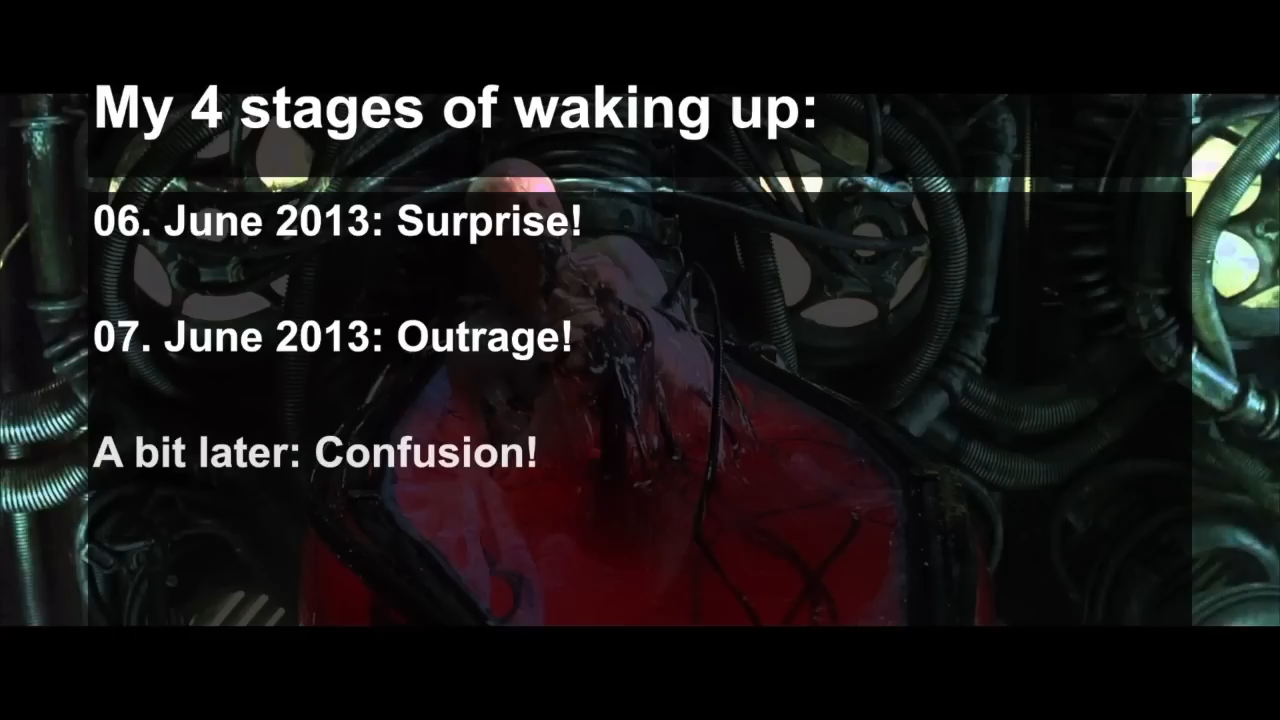 My 4 stages of waking up:
06. June 2013: Surprise!
07. June 2013: Outrage!
A bit later: Confusion!